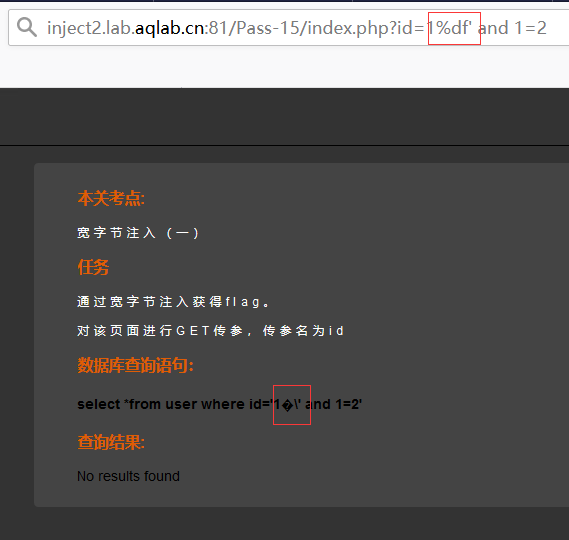 inject2.lab.aqlab.cn:81/Pass-15/index.php?id=1%df' and 1=2
本关考点:
宽字节注入（一）
任务
通过宽字节注入获得flag。
对该页面进行GET传参，传参名为id
数据库查询语句:
select *from user where id='1�\' and 1=2'
查询结果:
No results found